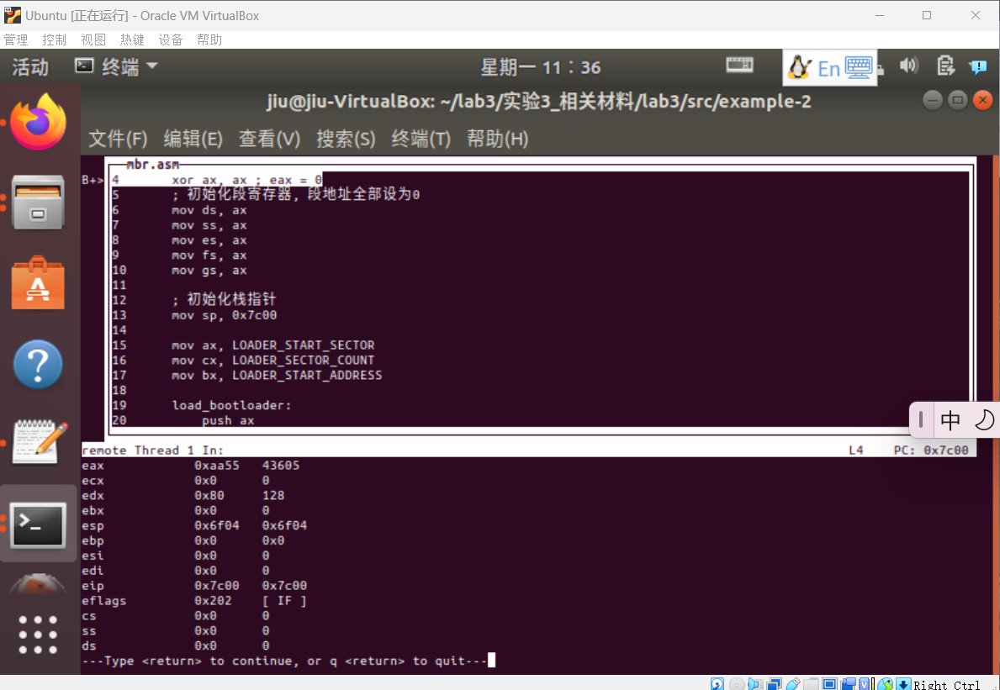 Ubuntu [正在运行] - Oracle VM VirtualBox
管理 控制 视图 热键 设备 帮助
活动 终端 星期一 11：36 En
jiu@jiu-VirtualBox: ~/lab3/实验3_相关材料/lab3/src/example-2
文件(F) 编辑(E) 查看(V) 搜索(S) 终端(T) 帮助(H)
mbr.asm
B+> 4 xor ax, ax ; eax = 0
5 ; 初始化段寄存器, 段地址全部设为0
6 mov ds, ax
7 mov ss, ax
8 mov es, ax
9 mov fs, ax
10 mov gs, ax
11
12 ; 初始化栈指针
13 mov sp, 0x7c00
14
15 mov ax, LOADER_START_SECTOR
16 mov cx, LOADER_SECTOR_COUNT
17 mov bx, LOADER_START_ADDRESS
18
19 load_bootloader:
20 push ax
中
remote Thread 1 In: L4 PC: 0x7c00
eax 0xaa55 43605
ecx 0x0 0
edx 0x80 128
ebx 0x0 0
esp 0x6f04 0x6f04
ebp 0x0 0x0
esi 0x0 0
edi 0x0 0
eip 0x7c00 0x7c00
eflags 0x202 [ IF ]
cs 0x0 0
ss 0x0 0
ds 0x0 0
---Type <return> to continue, or q <return> to quit---
Right Ctrl